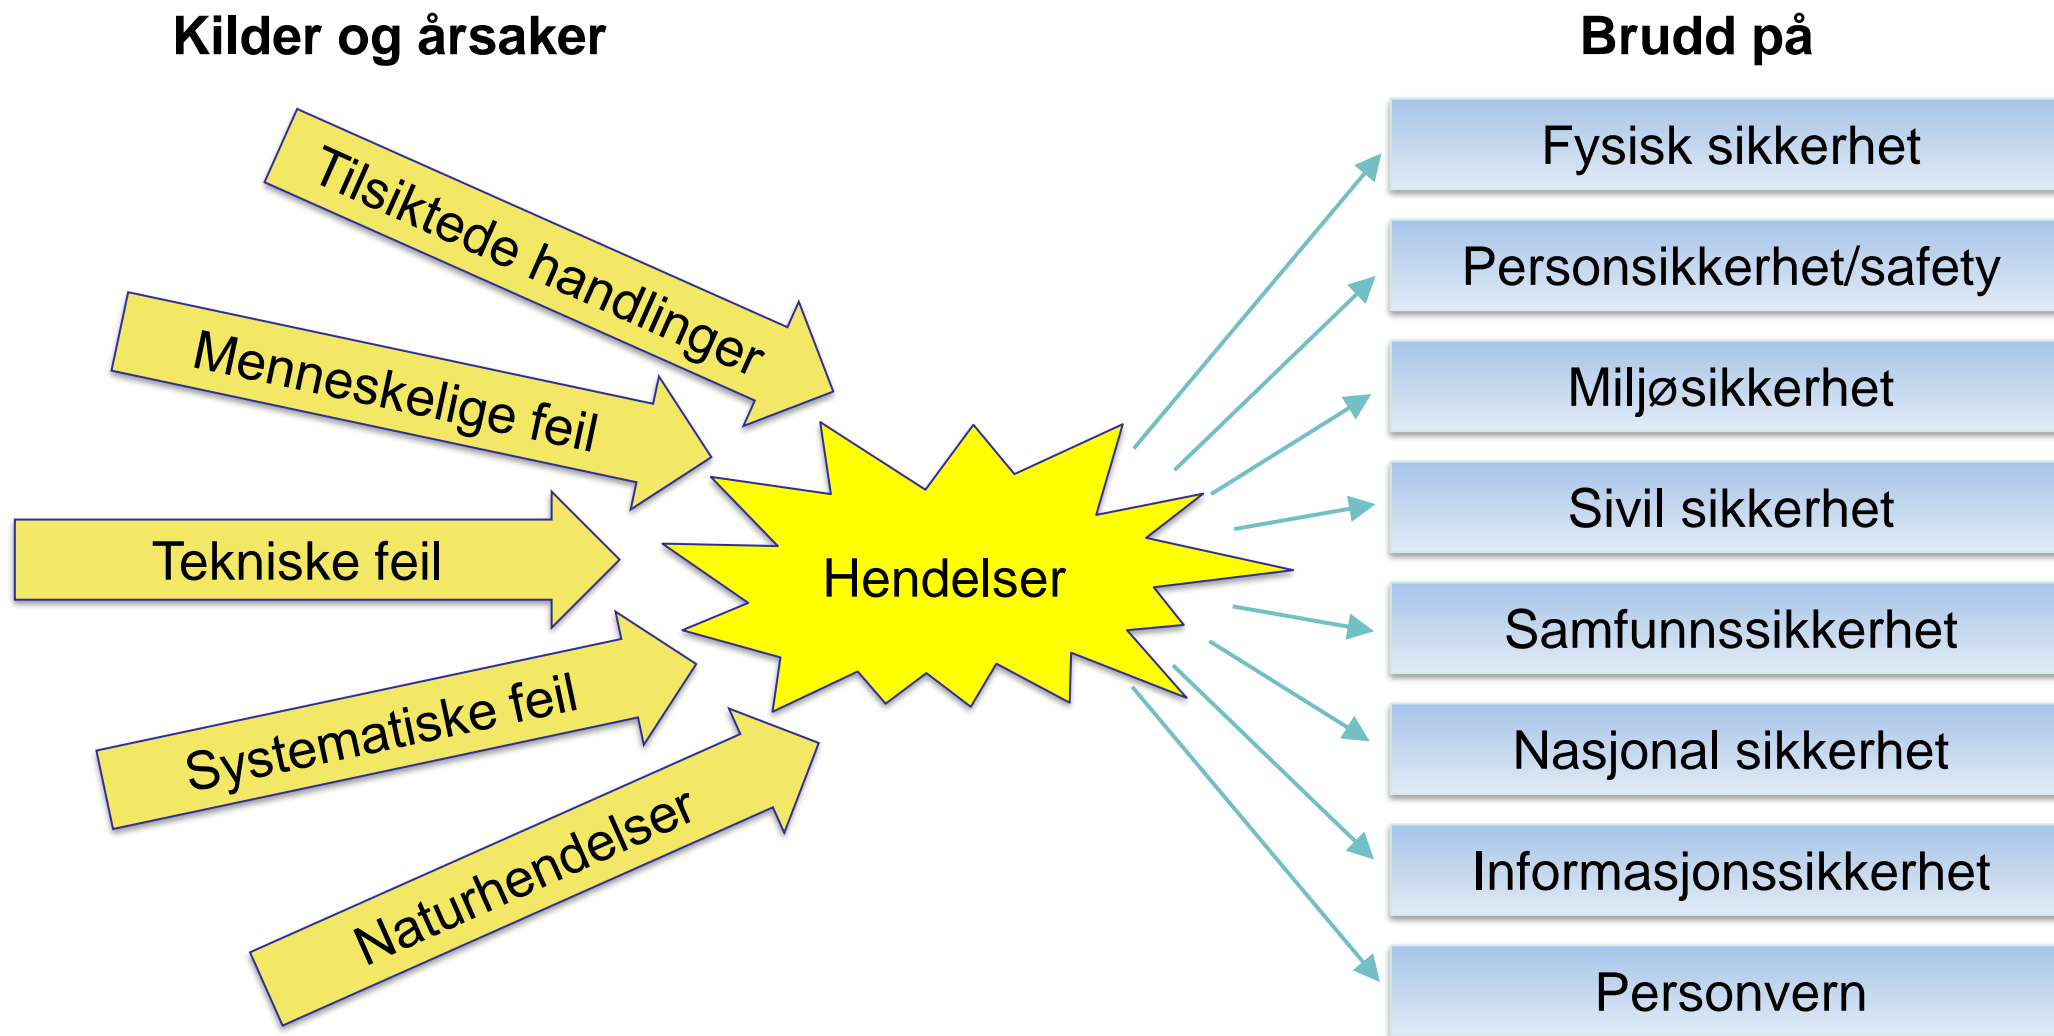 Kilder og årsaker
Brudd på
Tilsiktede handlinger
Menneskelige feil
Tekniske feil
Systematiske feil
Naturhendelser
Hendelser
Fysisk sikkerhet
Personsikkerhet/safety
Miljøsikkerhet
Sivil sikkerhet
Samfunnssikkerhet
Nasjonal sikkerhet
Informasjonssikkerhet
Personvern